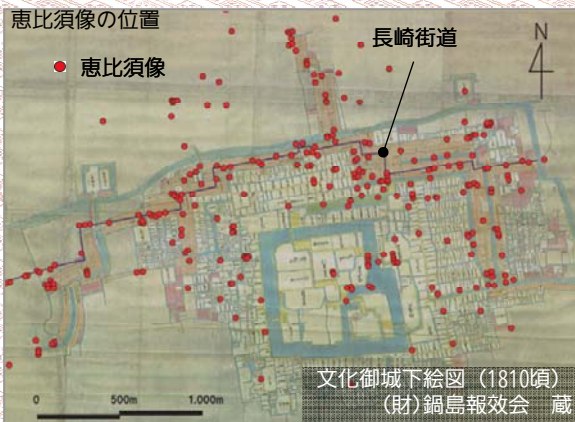 恵比須像の位置
恵比須像
長崎街道
N
0 500m 1.000m
文化御城下絵図（1810頃）
(財)鍋島報效会 蔵